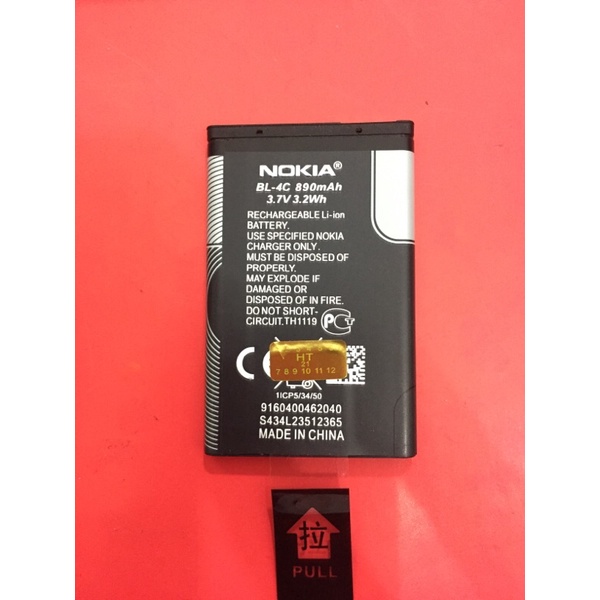 NOKIA®
BL-4C 890mAh
3.7V 3.2Wh
RECHARGEABLE Li-ion
BATTERY.
USE SPECIFIED NOKIA
CHARGER ONLY.
MUST BE DISPOSED OF
PROPERLY.
MAY EXPLODE IF
DAMAGED OR
DISPOSED OF IN FIRE.
DO NOT SHORT-
CIRCUIT.TH1119
CE
HT
21
7 8 9 10 11 12
1ICP5/34/50
9160400462040
S434L23512365
MADE IN CHINA
拉
PULL